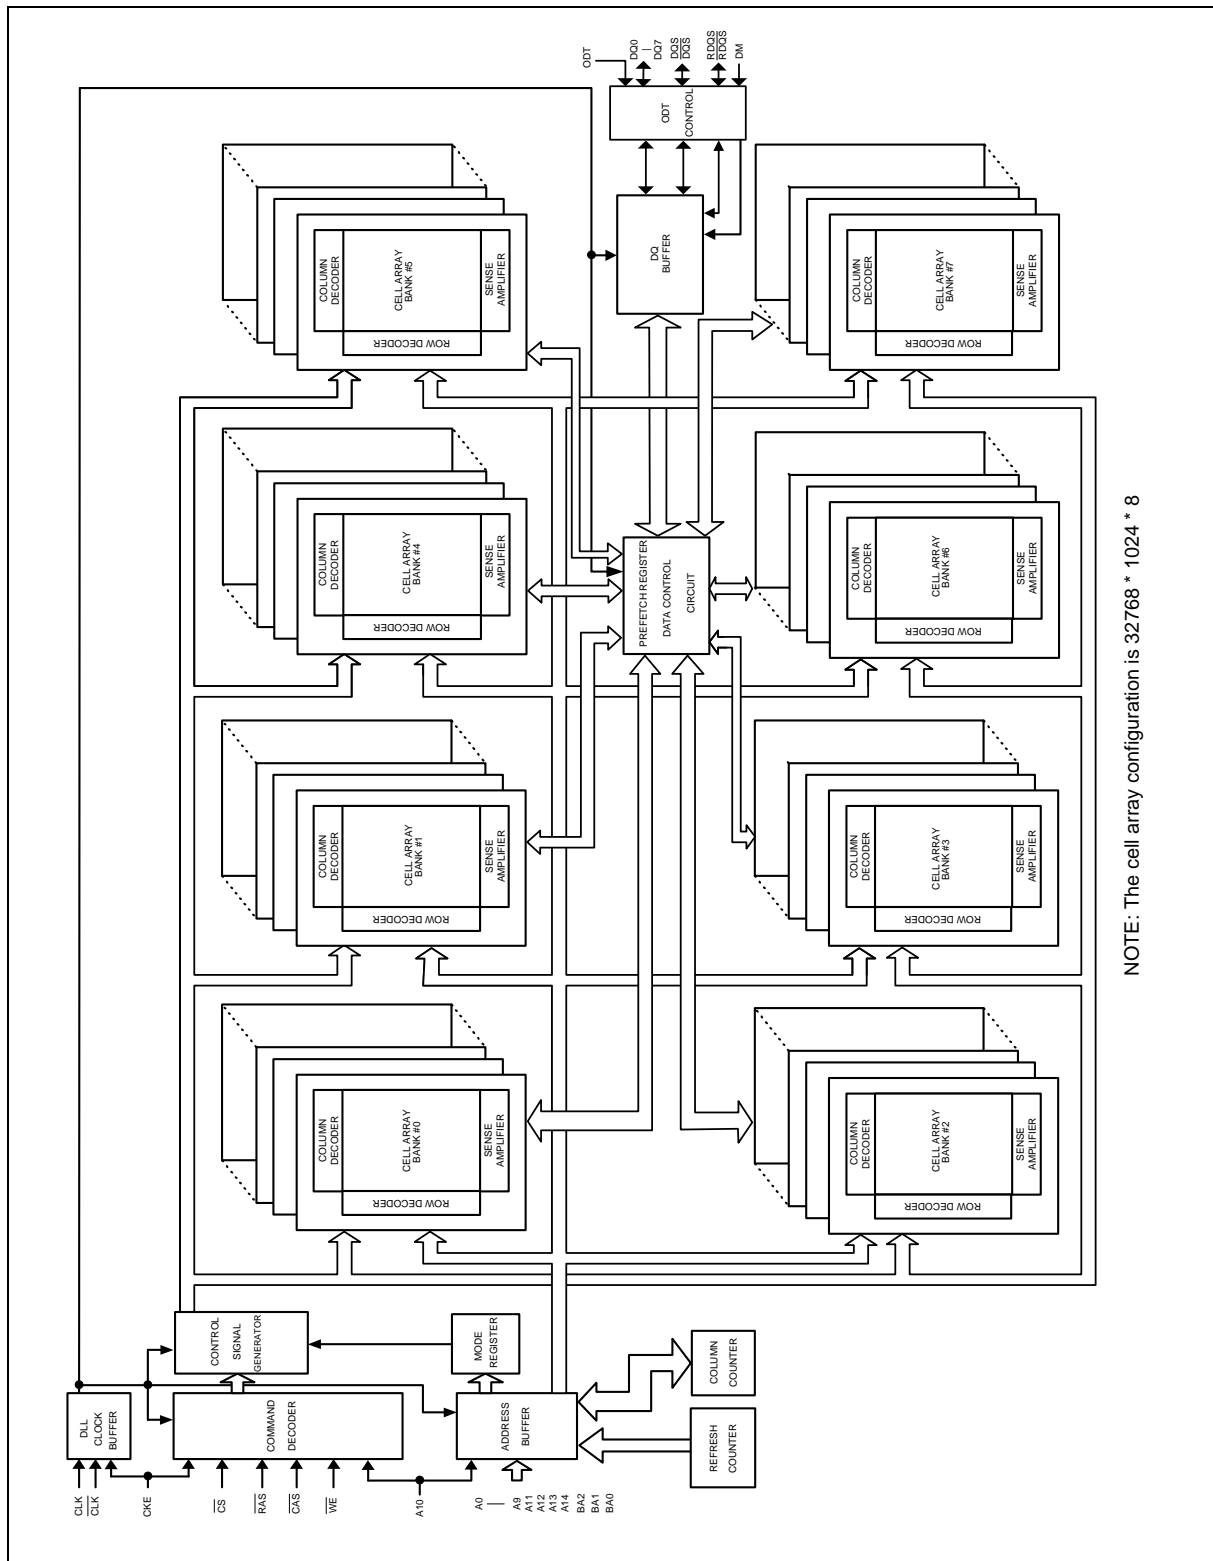 CLK
CLK
CKE
CS
RAS
CAS
WE
A10
A0
A9
A11
A12
A13
A14
BA2
BA1
BA0
DLL
CLOCK
BUFFER
COMMAND
DECODER
ADDRESS
BUFFER
REFRESH
COUNTER
COLUMN
COUNTER
CONTROL
SIGNAL
GENERATOR
MODE
REGISTER
COLUMN
DECODER
CELL ARRAY
BANK #0
SENSE
AMPLIFIER
ROW DECODER
COLUMN
DECODER
CELL ARRAY
BANK #2
SENSE
AMPLIFIER
ROW DECODER
COLUMN
DECODER
CELL ARRAY
BANK #1
SENSE
AMPLIFIER
ROW DECODER
COLUMN
DECODER
CELL ARRAY
BANK #3
SENSE
AMPLIFIER
ROW DECODER
COLUMN
DECODER
CELL ARRAY
BANK #4
SENSE
AMPLIFIER
ROW DECODER
COLUMN
DECODER
CELL ARRAY
BANK #6
SENSE
AMPLIFIER
ROW DECODER
COLUMN
DECODER
CELL ARRAY
BANK #5
SENSE
AMPLIFIER
ROW DECODER
COLUMN
DECODER
CELL ARRAY
BANK #7
SENSE
AMPLIFIER
ROW DECODER
PREFETCH REGISTER
DATA CONTROL
CIRCUIT
DQ
BUFFER
ODT
CONTROL
ODT
DQ0
DQ7
DQS
DQS
RDQS
RDQS
DM
NOTE: The cell array configuration is 32768 * 1024 * 8